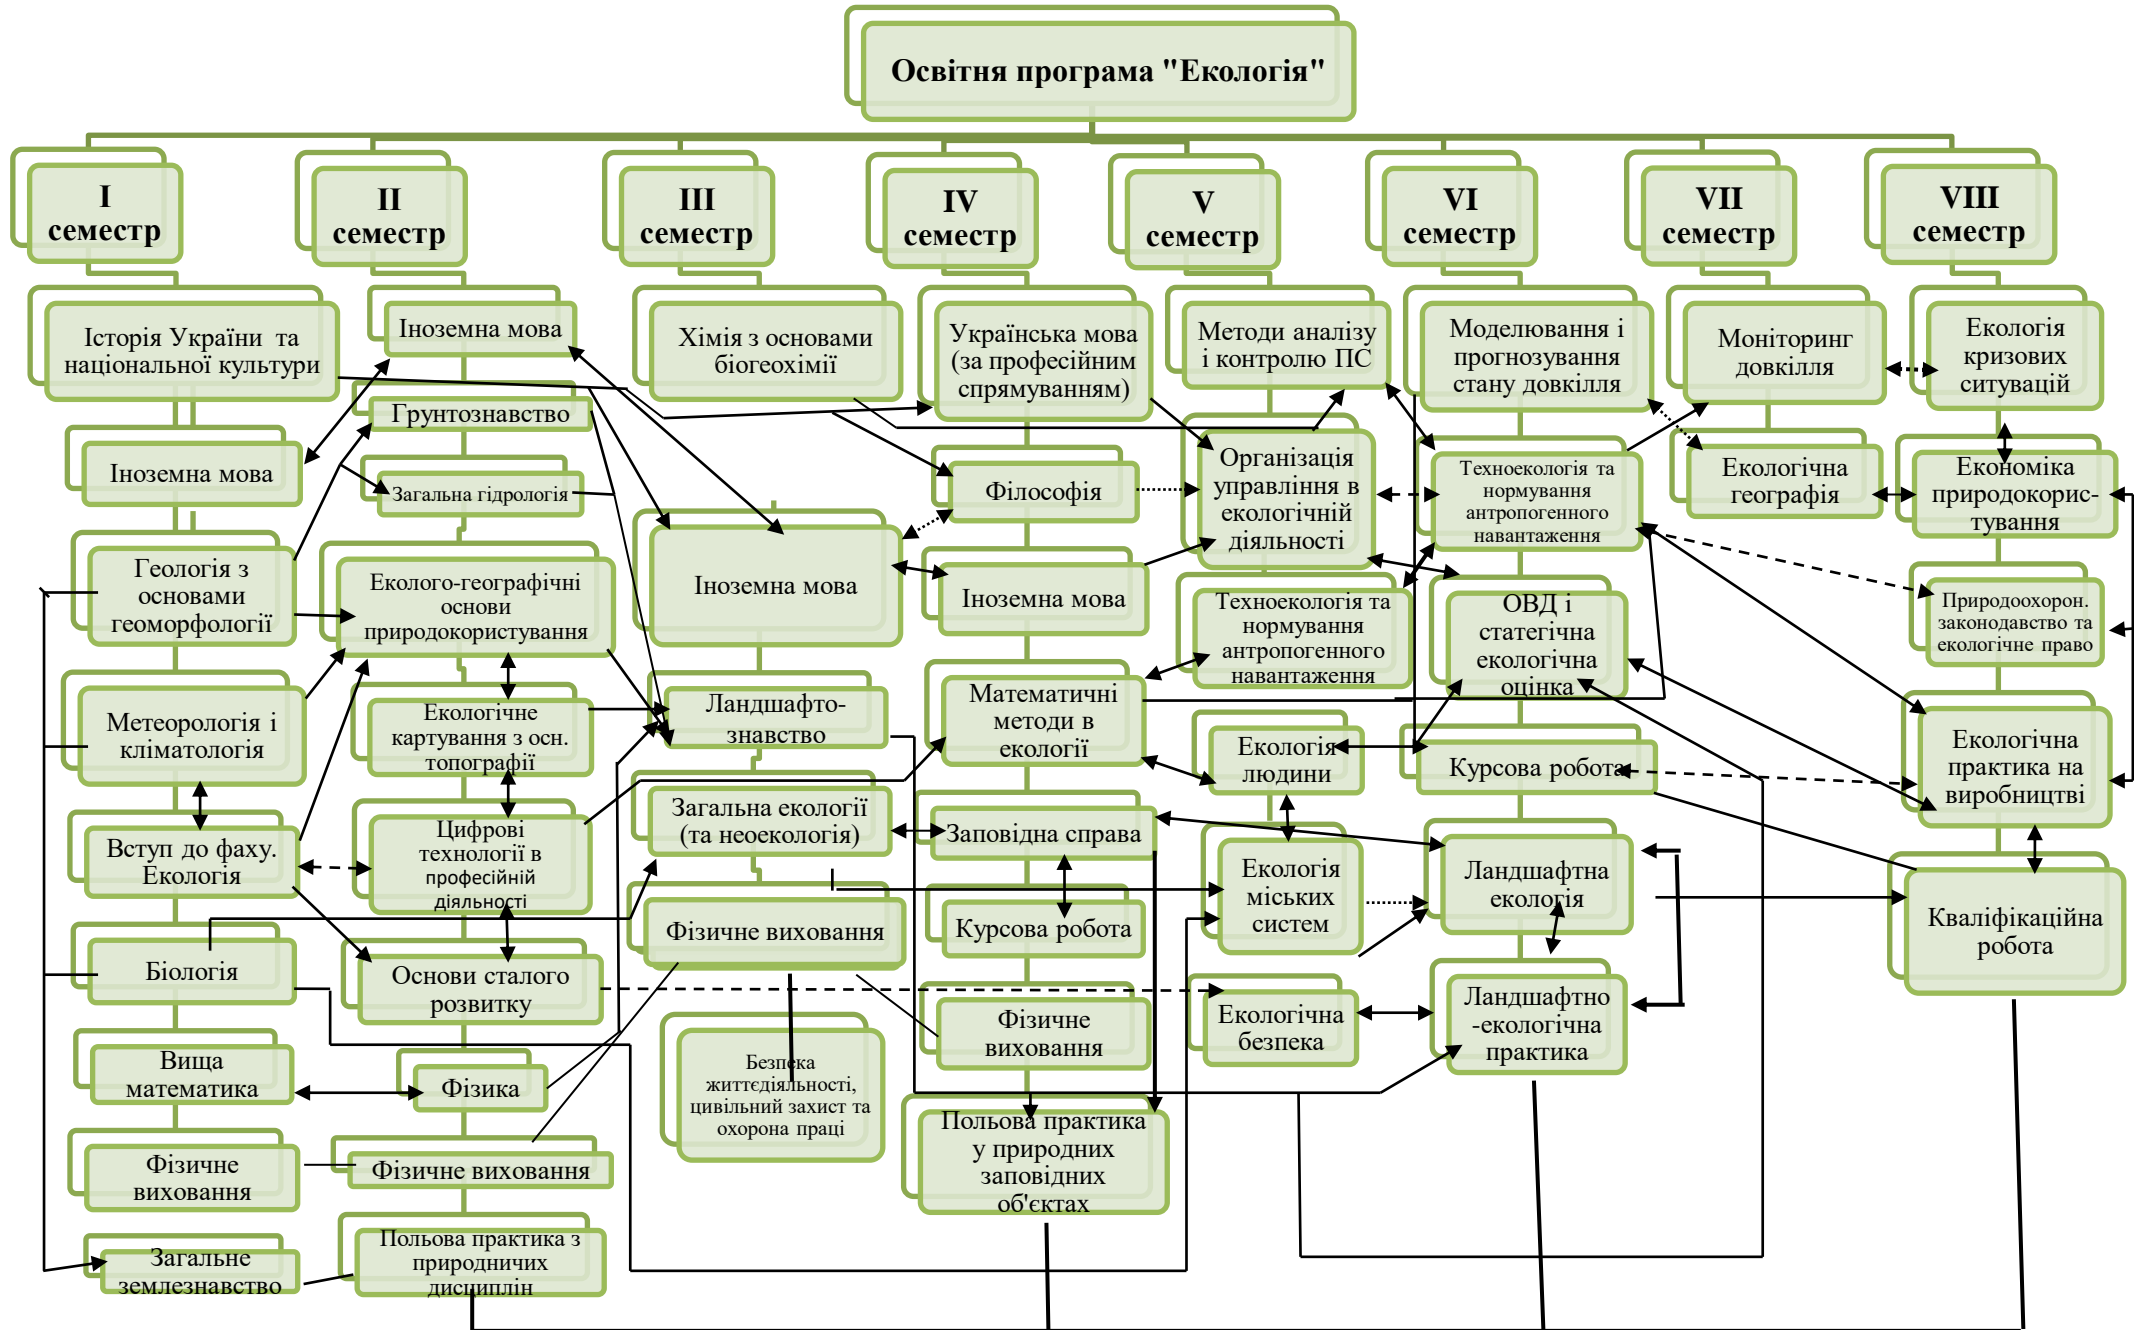 Освітня програма "Екологія"
I
семестр
II
семестр
III
семестр
IV
семестр
V
семестр
VI
семестр
VII
семестр
VIII
семестр
Історія України та
національної культури
Іноземна мова
Геологія з
основами
геоморфології
Метеорологія і
кліматологія
Вступ до фаху.
Екологія
Біологія
Вища
математика
Фізичне
виховання
Загальне
землезнавство
Іноземна мова
Грунтознавство
Загальна гідрологія
Еколого-географічні
основи
природокористування
Екологічне
картування з осн.
топографії
Цифрові
технології в
професійній
діяльності
Основи сталого
розвитку
Фізика
Фізичне виховання
Польова практика з
природничих
дисциплін
Хімія з основами
біогеохімії
Іноземна мова
Ландшафто-
знавство
Загальна екології
(та неоекологія)
Фізичне виховання
Безпека
життєдіяльності,
цивільний захист та
охорона праці
Українська мова
(за професійним
спрямуванням)
Філософія
Іноземна мова
Математичні
методи в
екології
Заповідна справа
Курсова робота
Фізичне
виховання
Польова практика
у природних
заповідних
об'єктах
Методи аналізу
і контролю ПС
Організація
управління в
екологічній
діяльності
Техноекологія та
нормування
антропогенного
навантаження
Екологія
людини
Екологія
міських
систем
Екологічна
безпека
Моделювання і
прогнозування
стану довкілля
Техноекологія та
нормування
антропогенного
навантаження
ОВД і
статегічна
екологічна
оцінка
Курсова робота
Ландшафтна
екологія
Ландшафтно
-екологічна
практика
Моніторинг
довкілля
Екологічна
географія
Екологія
кризових
ситувацій
Економіка
природокорис-
тування
Природоохорон.
законодавство та
екологічне право
Екологічна
практика на
виробництві
Кваліфікаційна
робота